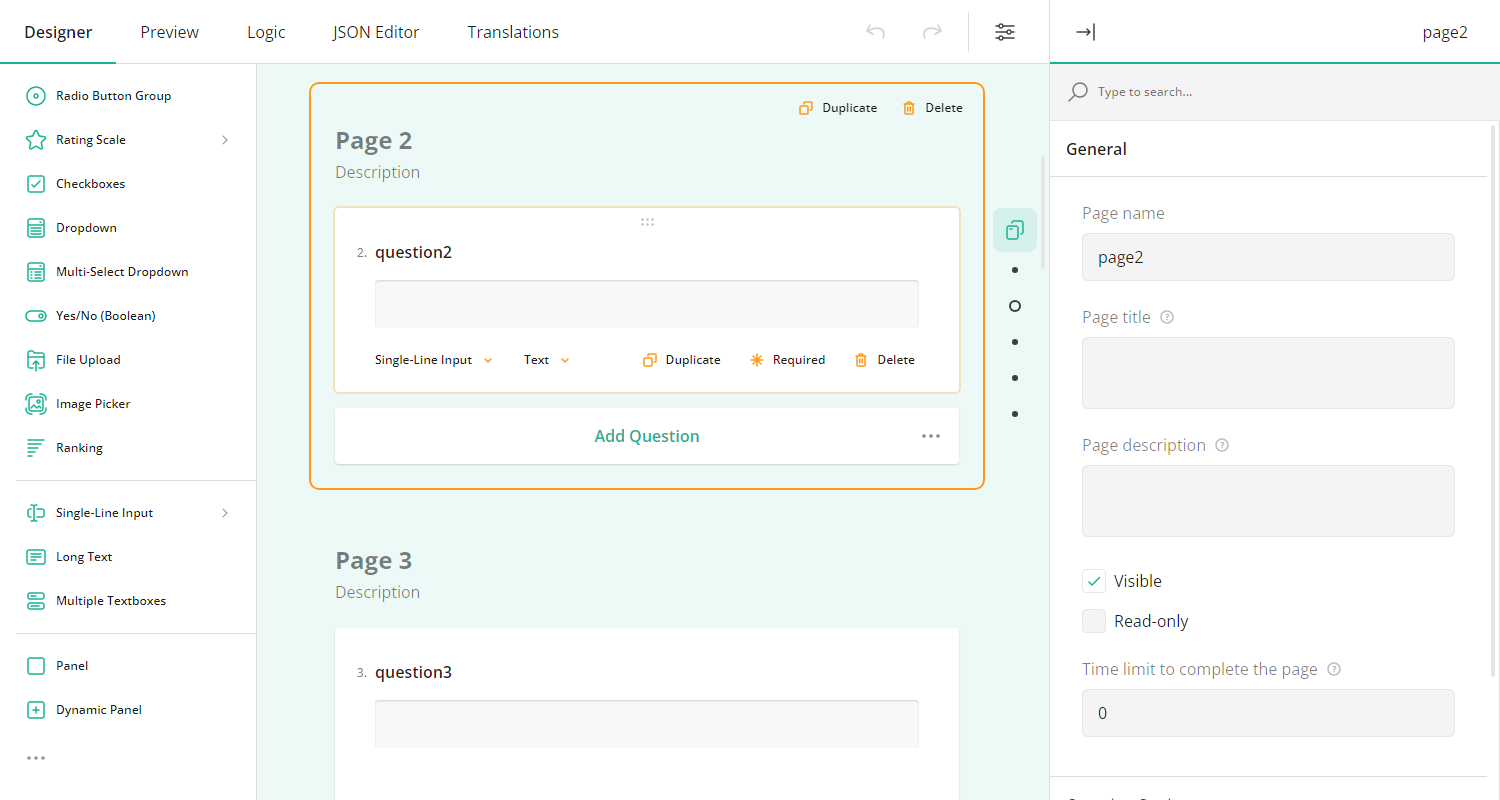 Designer
Preview
Logic
JSON Editor
Translations
page2
Radio Button Group
Rating Scale
Checkboxes
Dropdown
Multi-Select Dropdown
Yes/No (Boolean)
File Upload
Image Picker
Ranking
Single-Line Input
Long Text
Multiple Textboxes
Panel
Dynamic Panel
Duplicate
Delete
Page 2
Description
2. question2
Single-Line Input
Text
Duplicate
Required
Delete
Add Question
Page 3
Description
3. question3
Type to search...
General
Page name
page2
Page title
Page description
Visible
Read-only
Time limit to complete the page
0